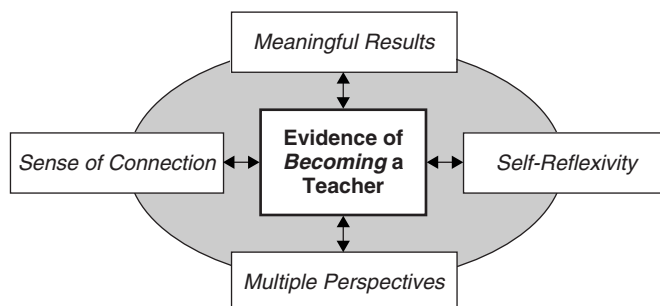 Meaningful Results
Sense of Connection
Evidence of
Becoming a
Teacher
Self-Reflexivity
Multiple Perspectives